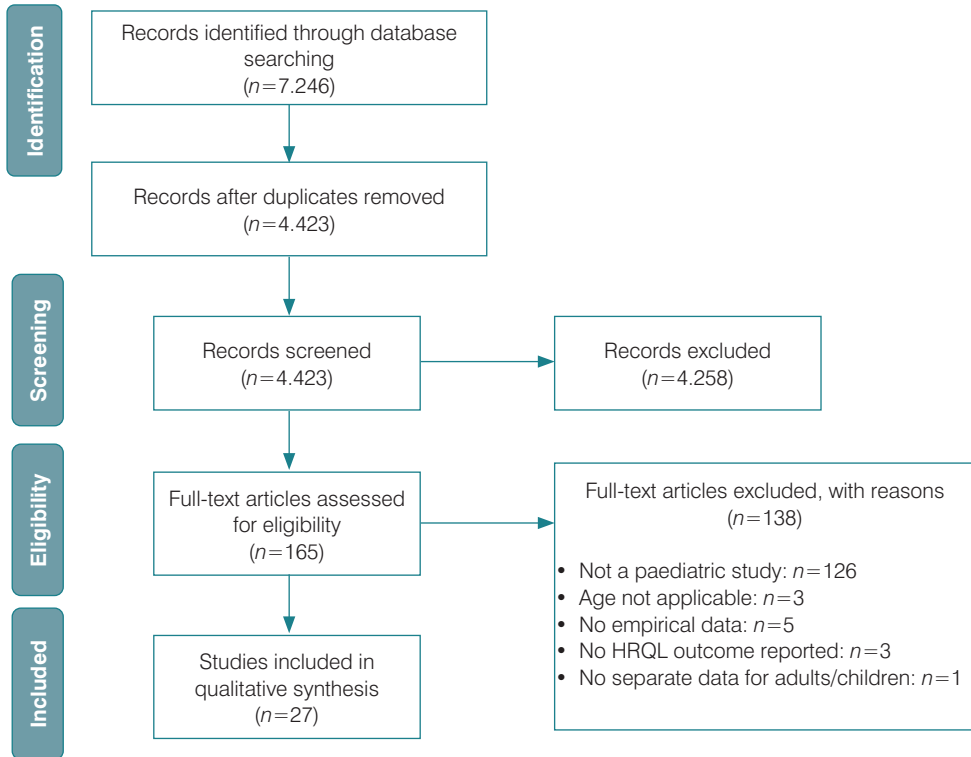 Identification
Records identified through database
searching
(n=7.246)
Records after duplicates removed
(n=4.423)
Screening
Records screened
(n=4.423)
Records excluded
(n=4.258)
Eligibility
Full-text articles assessed
for eligibility
(n=165)
Full-text articles excluded, with reasons
(n=138)
• Not a paediatric study: n=126
• Age not applicable: n=3
• No empirical data: n=5
• No HRQL outcome reported: n=3
• No separate data for adults/children: n=1
Included
Studies included in
qualitative synthesis
(n=27)